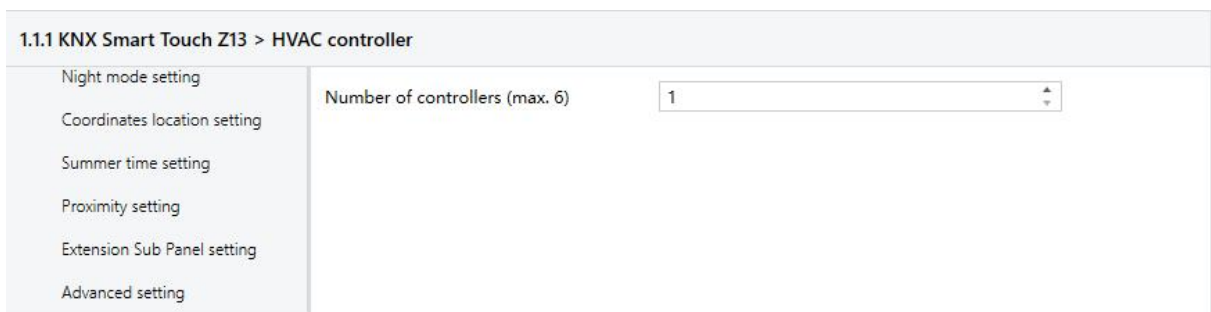 1.1.1 KNX Smart Touch Z13 > HVAC controller
Night mode setting
Coordinates location setting
Summer time setting
Proximity setting
Extension Sub Panel setting
Advanced setting
Number of controllers (max. 6)
1